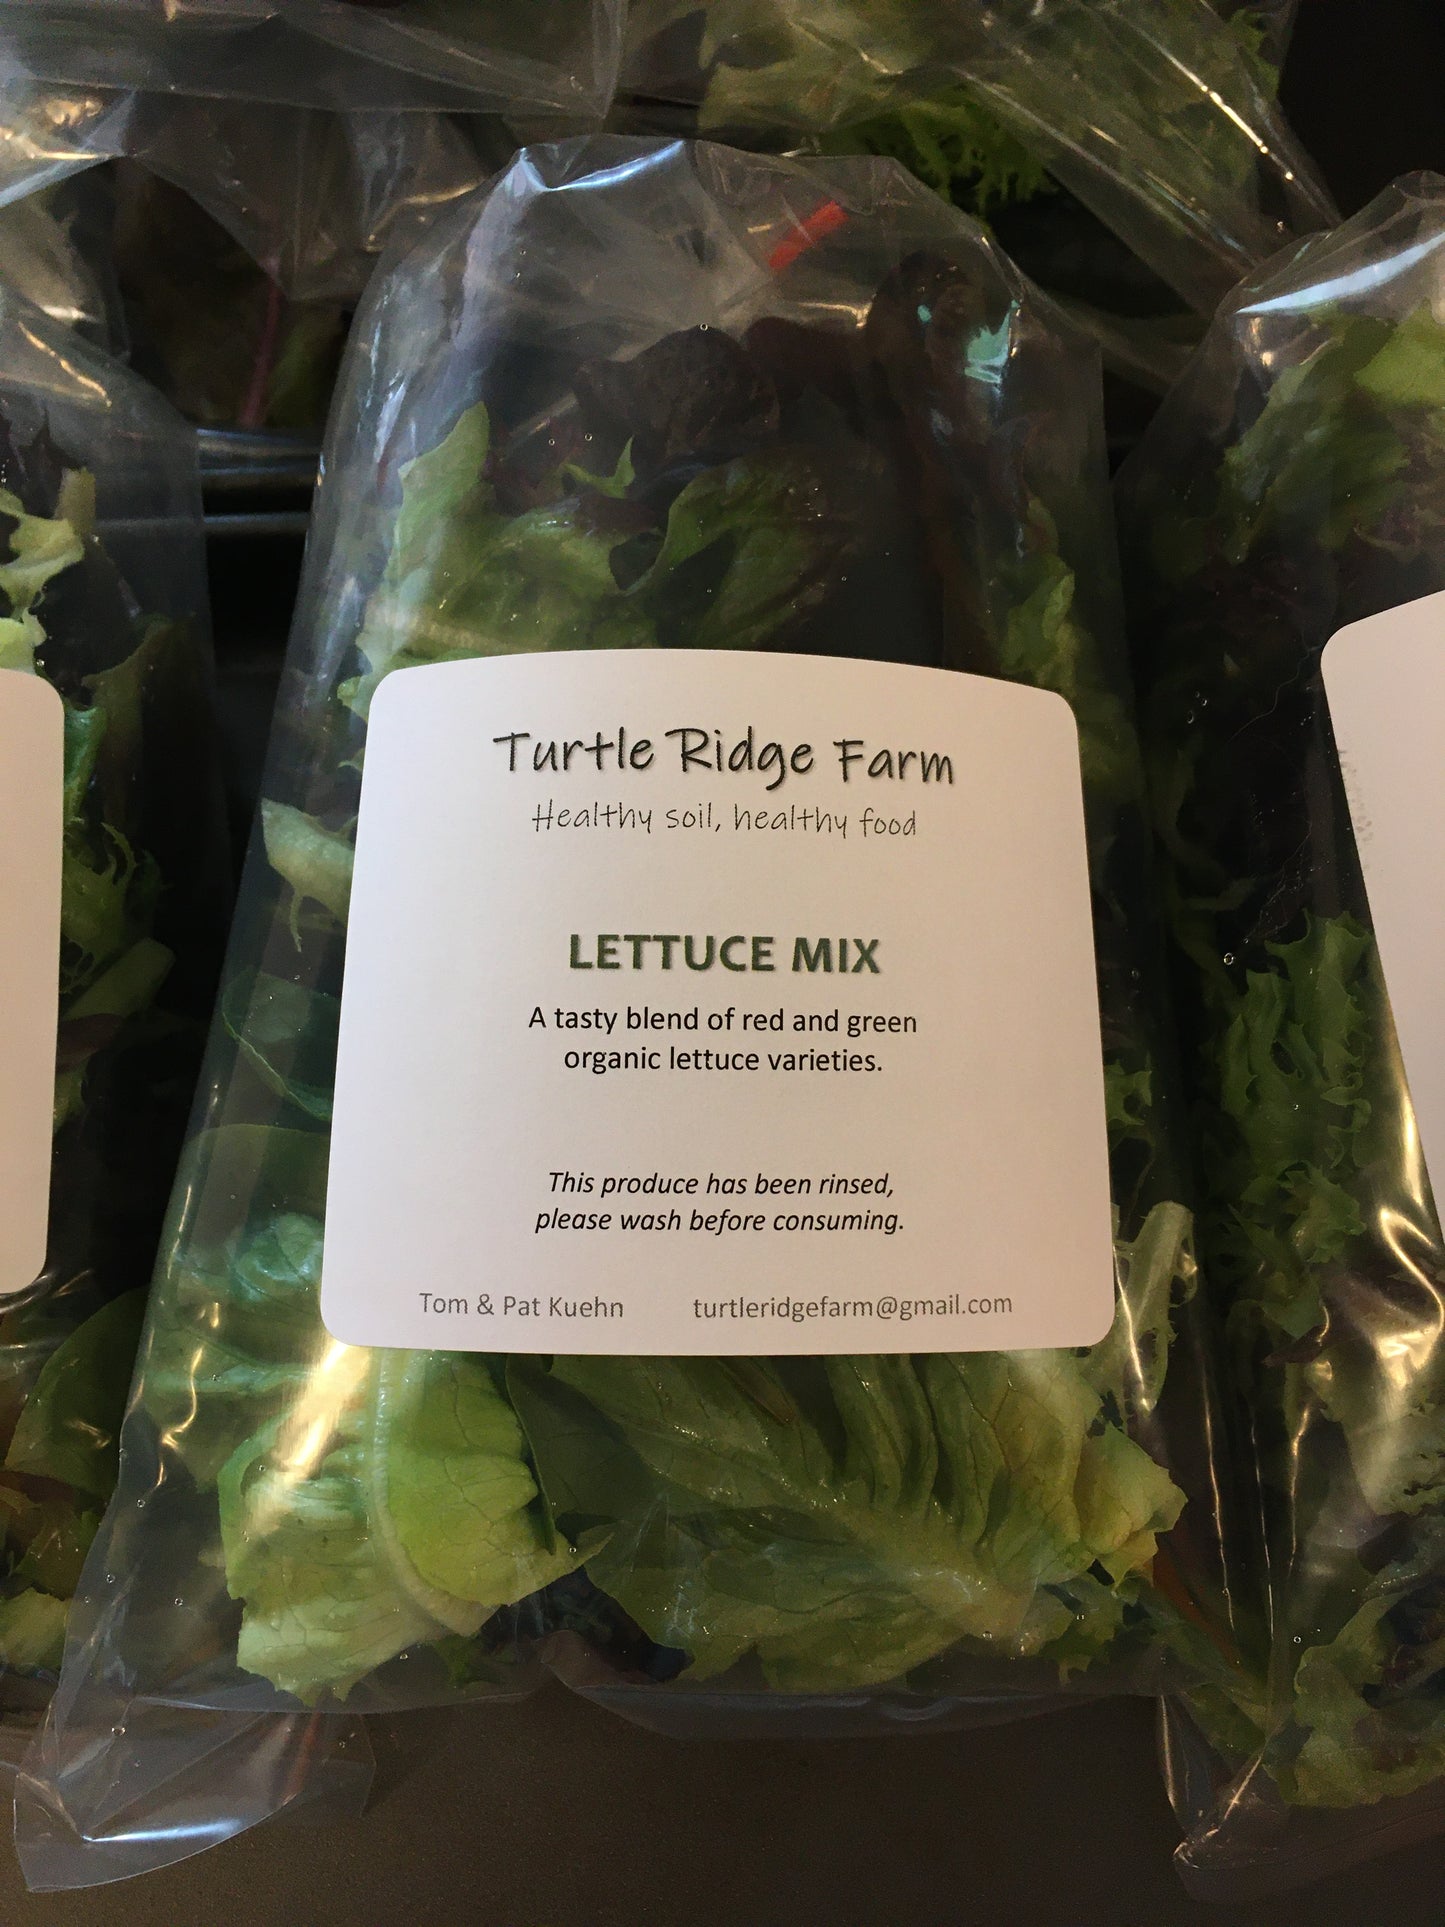 Turtle Ridge Farm
Healthy soil, healthy food
LETTUCE MIX
A tasty blend of red and green
organic lettuce varieties.
This produce has been rinsed,
please wash before consuming.
Tom & Pat Kuehn turtleridgefarm@gmail.com